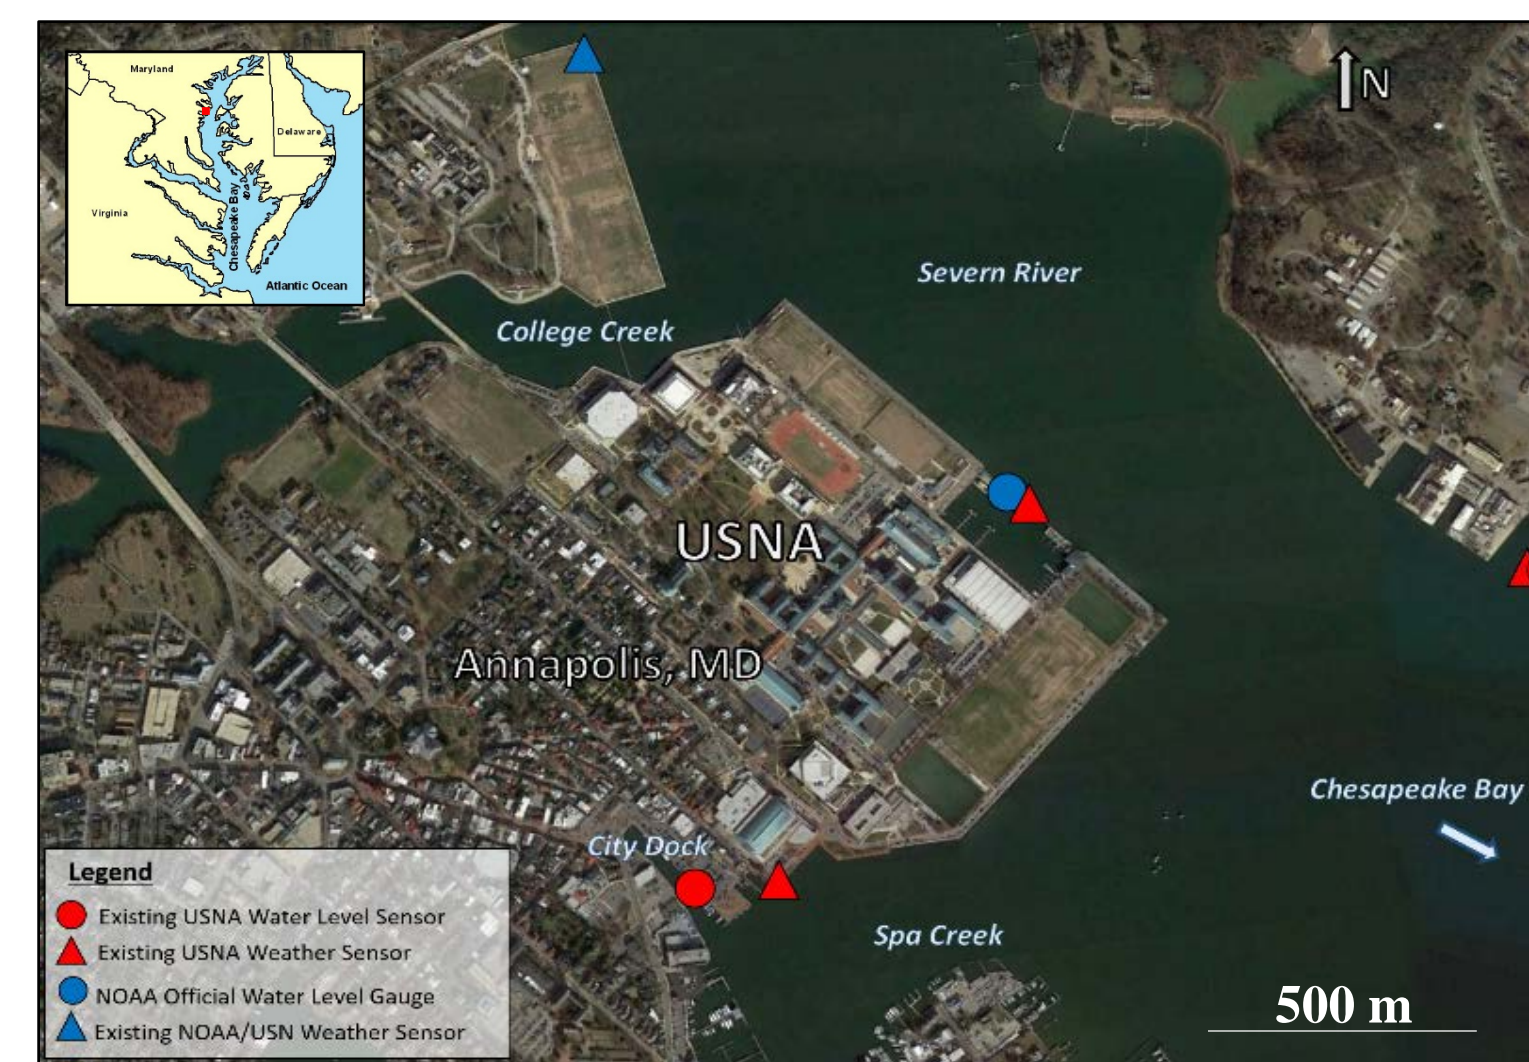 Maryland
Delaware
Virginia
Chesapeake Bay
Atlantic Ocean
N
Severn River
College Creek
USNA
Annapolis, MD
Chesapeake Bay
City Dock
Spa Creek
500 m
Legend
Existing USNA Water Level Sensor
Existing USNA Weather Sensor
NOAA Official Water Level Gauge
Existing NOAA/USN Weather Sensor